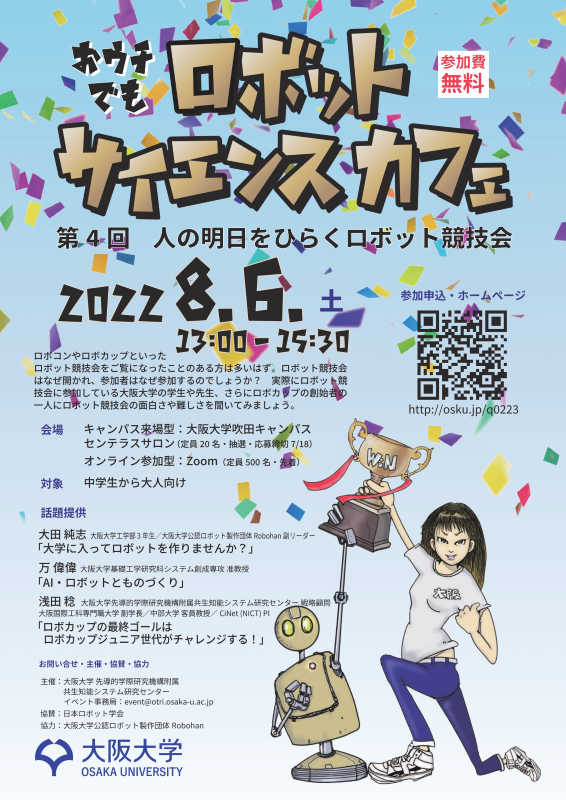 おウチでも
ロボット
サイエンスカフェ
参加費
無料
第4回 人の明日をひらくロボット競技会
2022 8.6. 土
13:00 - 15:30
参加申込・ホームページ
http://osku.jp/q0223
ロボコンやロボカップといった
ロボット競技会をご覧になったことのある方は多いはず。ロボット競技会
はなぜ開かれ、参加者はなぜ参加するのでしょうか? 実際にロボット競
技会に参加している大阪大学の学生や先生、さらにロボカップの創始者の
一人にロボット競技会の面白さや難しさを聞いてみましょう。
会場 キャンパス来場型:大阪大学吹田キャンパス
センテラスサロン(定員 20 名・抽選・応募締切 7/18)
オンライン参加型:Zoom(定員 500 名・先着)
対象 中学生から大人向け
話題提供
大田 純志 大阪大学工学部 3 年生/大阪大学公認ロボット製作団体 Robohan 副リーダー
「大学に入ってロボットを作りませんか?」
万 偉偉 大阪大学基礎工学研究科システム創成専攻 准教授
「AI・ロボットとものづくり」
浅田 稔 大阪大学先導的学際研究機構附属共生知能システム研究センター 戦略顧問
大阪国際工科専門職大学 副学長/中部大学 客員教授/ CiNet (NICT) PI
「ロボカップの最終ゴールは
ロボカップジュニア世代がチャレンジする!」
お問い合せ・主催・協賛・協力
主催:大阪大学 先導的学際研究機構附属
共生知能システム研究センター
イベント事務局:event@otri.osaka-u.ac.jp
協賛:日本ロボット学会
協力:大阪大学公認ロボット製作団体 Robohan
大阪大学
OSAKA UNIVERSITY
WiN
大阪